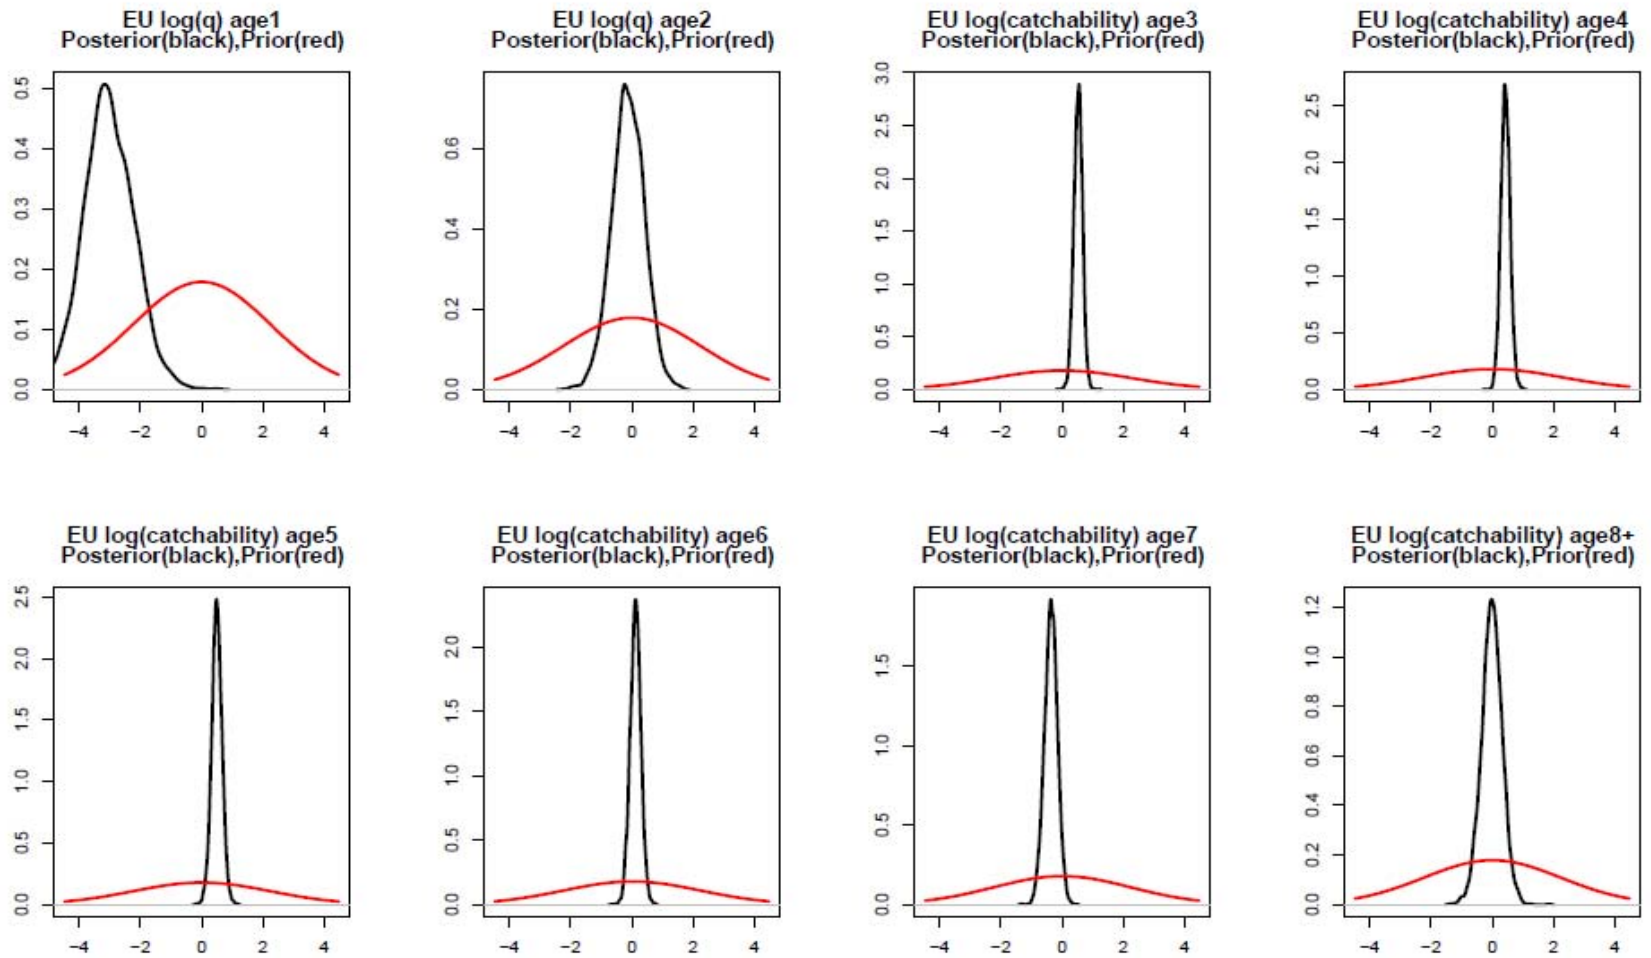 EU log(q) age1
Posterior(black),Prior(red)
0.5
0.4
0.3
0.2
0.1
0.0
−4 −2 0 2 4
EU log(q) age2
Posterior(black),Prior(red)
0.6
0.4
0.2
0.0
−4 −2 0 2 4
EU log(catchability) age3
Posterior(black),Prior(red)
3.0
2.5
2.0
1.5
1.0
0.5
0.0
−4 −2 0 2 4
EU log(catchability) age4
Posterior(black),Prior(red)
2.5
2.0
1.5
1.0
0.5
0.0
−4 −2 0 2 4
EU log(catchability) age5
Posterior(black),Prior(red)
2.5
2.0
1.5
1.0
0.5
0.0
−4 −2 0 2 4
EU log(catchability) age6
Posterior(black),Prior(red)
2.0
1.5
1.0
0.5
0.0
−4 −2 0 2 4
EU log(catchability) age7
Posterior(black),Prior(red)
1.5
1.0
0.5
0.0
−4 −2 0 2 4
EU log(catchability) age8+
Posterior(black),Prior(red)
1.2
1.0
0.8
0.6
0.4
0.2
0.0
−4 −2 0 2 4